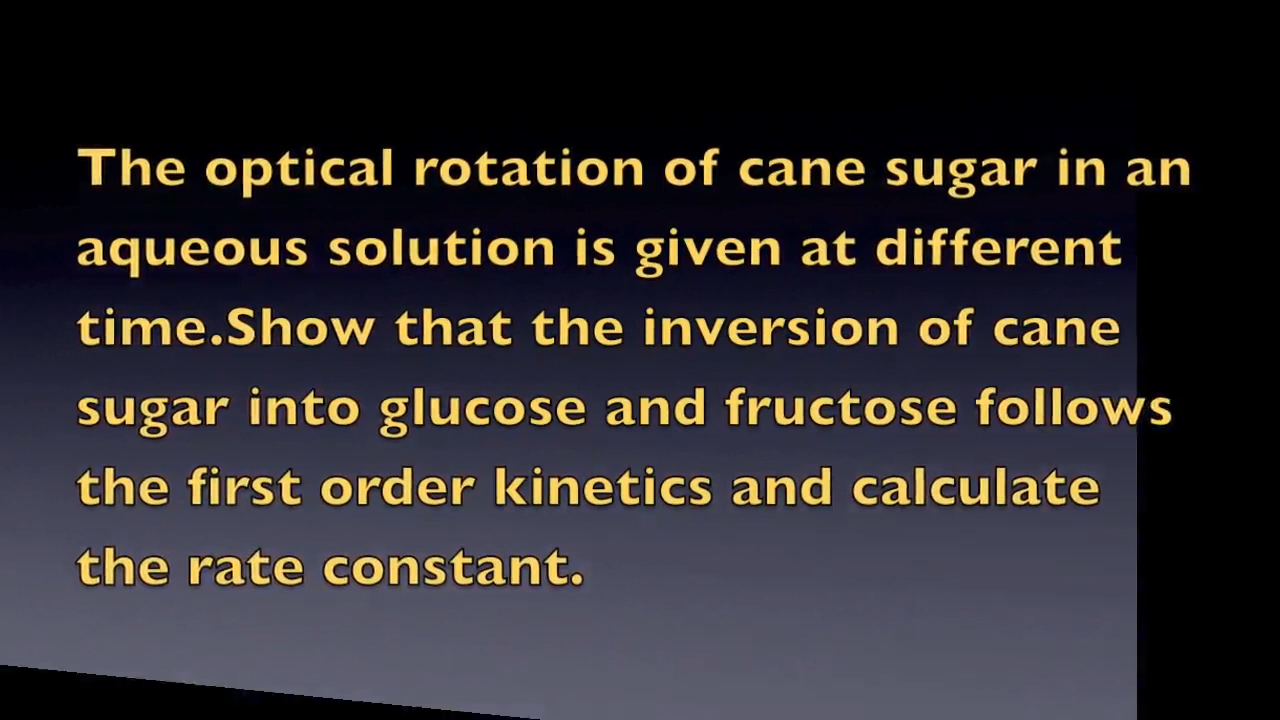 The optical rotation of cane sugar in an
aqueous solution is given at different
time.Show that the inversion of cane
sugar into glucose and fructose follows
the first order kinetics and calculate
the rate constant.